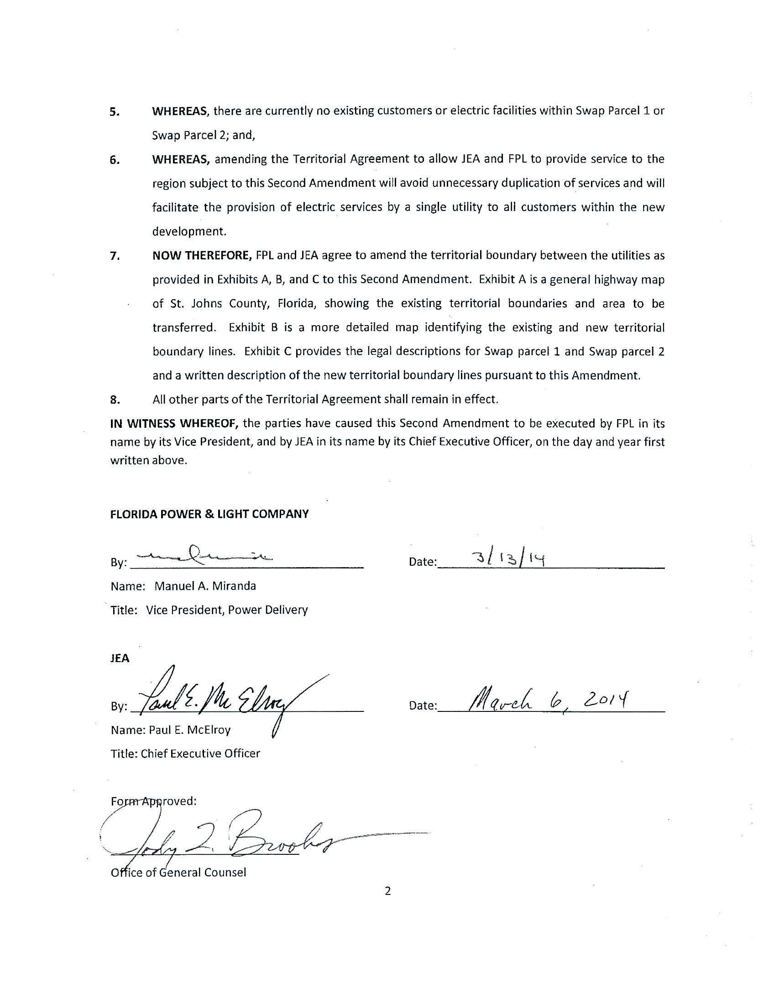 5. WHEREAS, there are currently no existing customers or electric facilities within Swap Parcel 1 or
Swap Parcel 2; and,
6. WHEREAS, amending the Territorial Agreement to allow JEA and FPL to provide service to the
region subject to this Second Amendment will avoid unnecessary duplication of services and will
facilitate the provision of electric services by a single utility to all customers within the new
development.
7. NOW THEREFORE, FPL and JEA agree to amend the territorial boundary between the utilities as
provided in Exhibits A, B, and C to this Second Amendment. Exhibit A is a general highway map
of St. Johns County, Florida, showing the existing territorial boundaries and area to be
transferred. Exhibit B is a more detailed map identifying the existing and new territorial
boundary lines. Exhibit C provides the legal descriptions for Swap parcel 1 and Swap parcel 2
and a written description of the new territorial boundary lines pursuant to this Amendment.
8. All other parts of the Territorial Agreement shall remain in effect.
IN WITNESS WHEREOF, the parties have caused this Second Amendment to be executed by FPL in its
name by its Vice President, and by JEA in its name by its Chief Executive Officer, on the day and year first
written above.
FLORIDA POWER & LIGHT COMPANY
By: Date: 3/13/14
Name: Manuel A. Miranda
Title: Vice President, Power Delivery
JEA
By: Paul E. McElroy Date: March 6, 2014
Name: Paul E. McElroy
Title: Chief Executive Officer
Form Approved:
Jody L. Brooks
Office of General Counsel
2